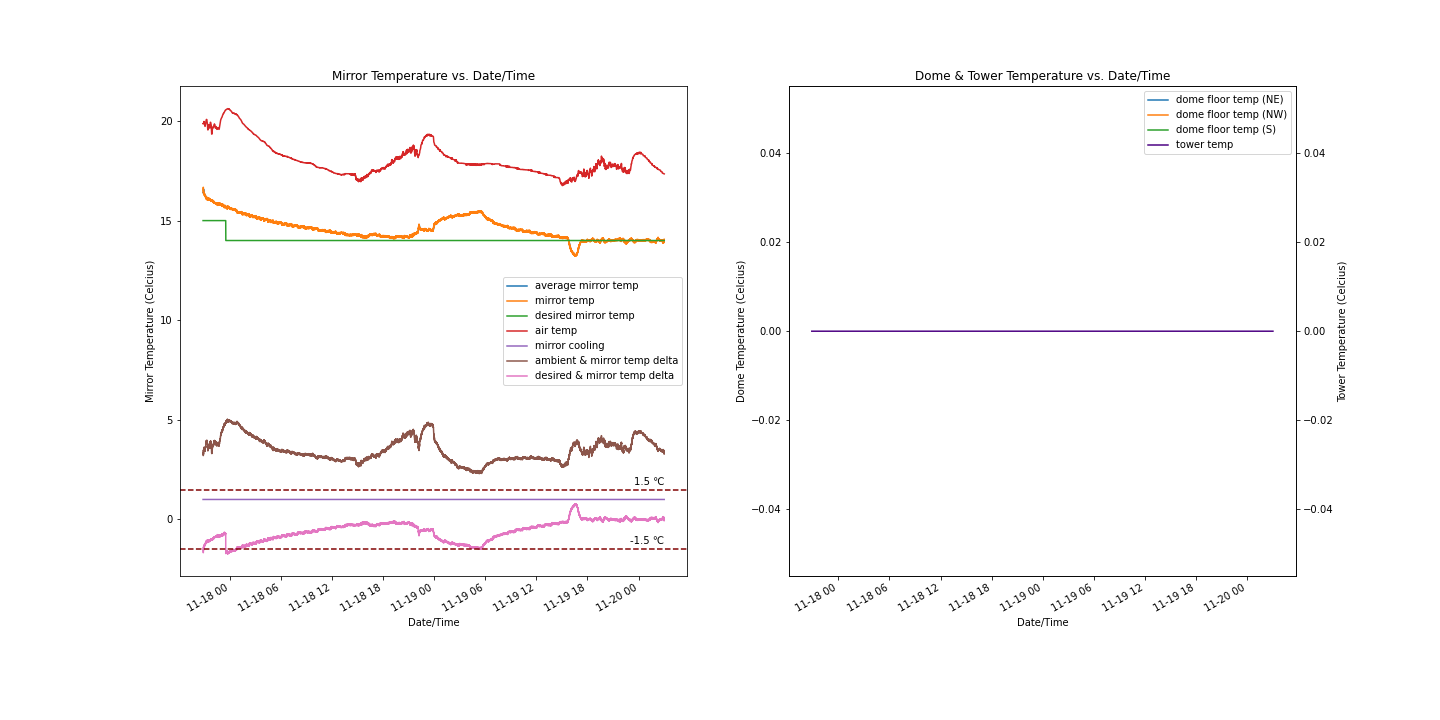 Mirror Temperature vs. Date/Time
Mirror Temperature (Celcius)
20
15
10
5
0
average mirror temp
mirror temp
desired mirror temp
air temp
mirror cooling
ambient & mirror temp delta
desired & mirror temp delta
1.5 °C
-1.5 °C
11-18 00
11-18 06
11-18 12
11-18 18
11-19 00
11-19 06
11-19 12
11-19 18
11-20 00
Date/Time
Dome & Tower Temperature vs. Date/Time
Dome Temperature (Celcius)
0.04
0.02
0.00
−0.02
−0.04
dome floor temp (NE)
dome floor temp (NW)
dome floor temp (S)
tower temp
0.04
0.02
0.00
−0.02
−0.04
Tower Temperature (Celcius)
11-18 00
11-18 06
11-18 12
11-18 18
11-19 00
11-19 06
11-19 12
11-19 18
11-20 00
Date/Time